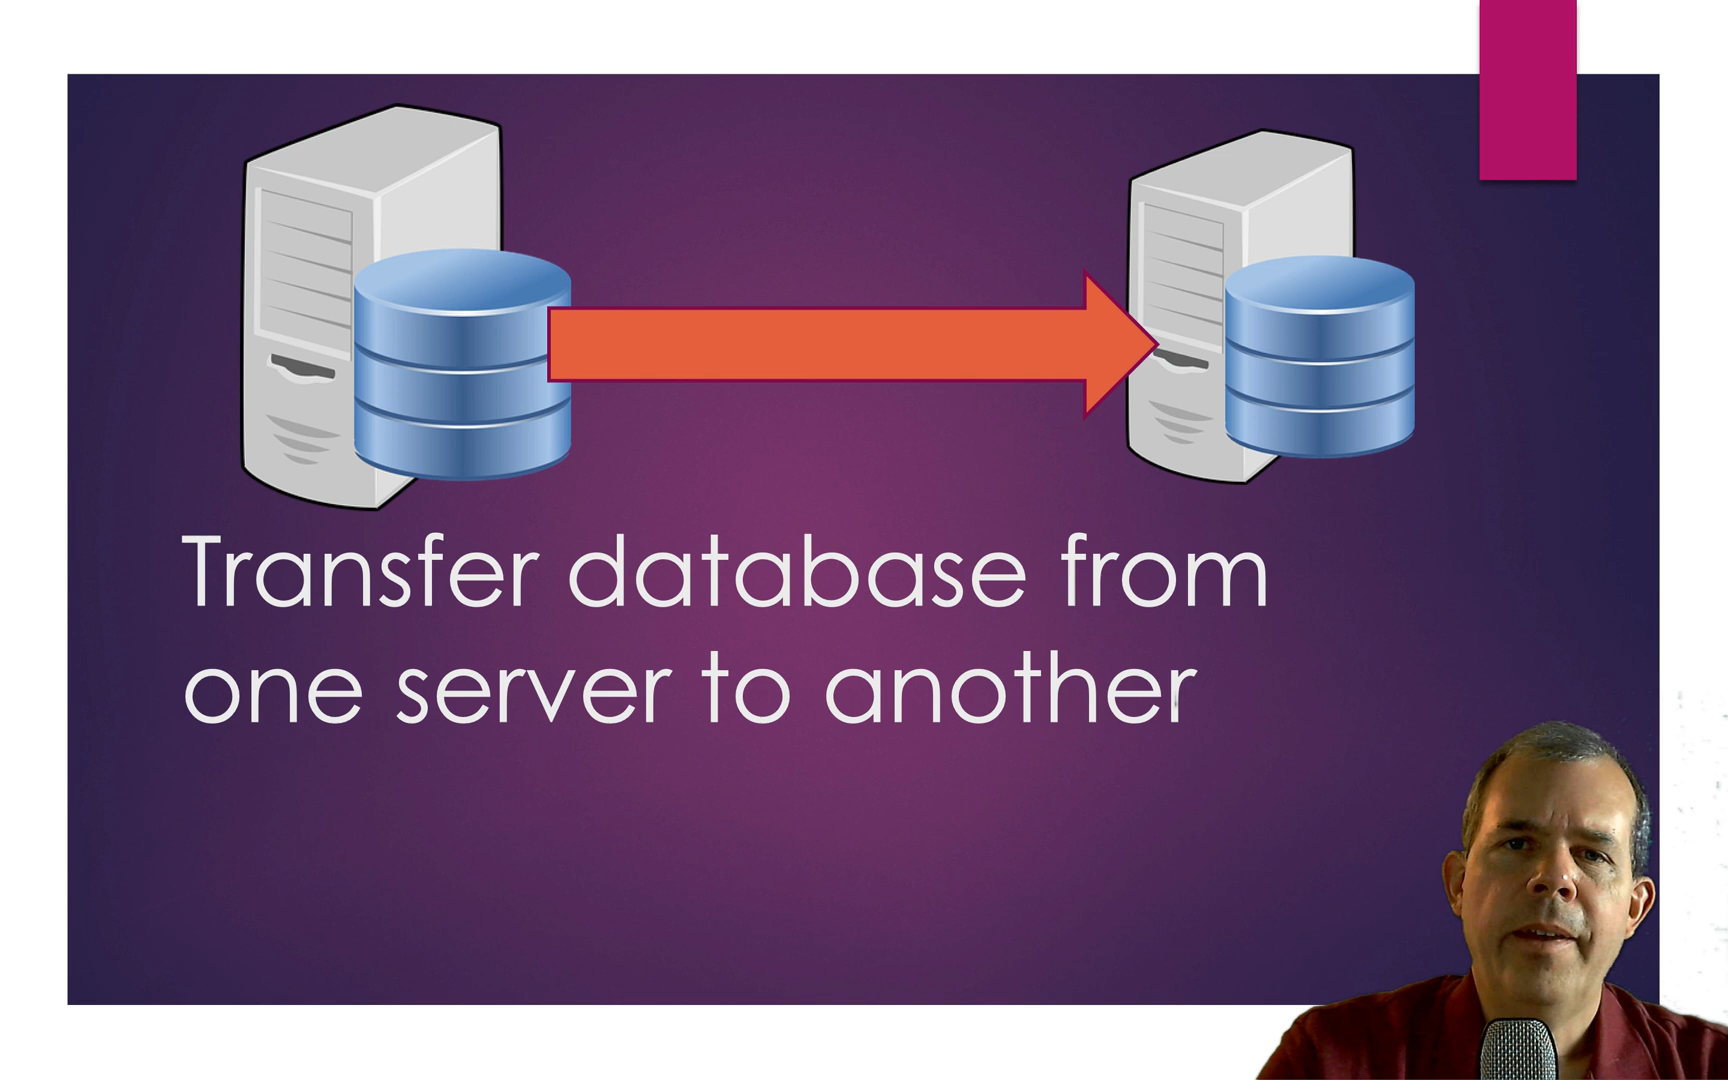 Transfer database from
one server to another